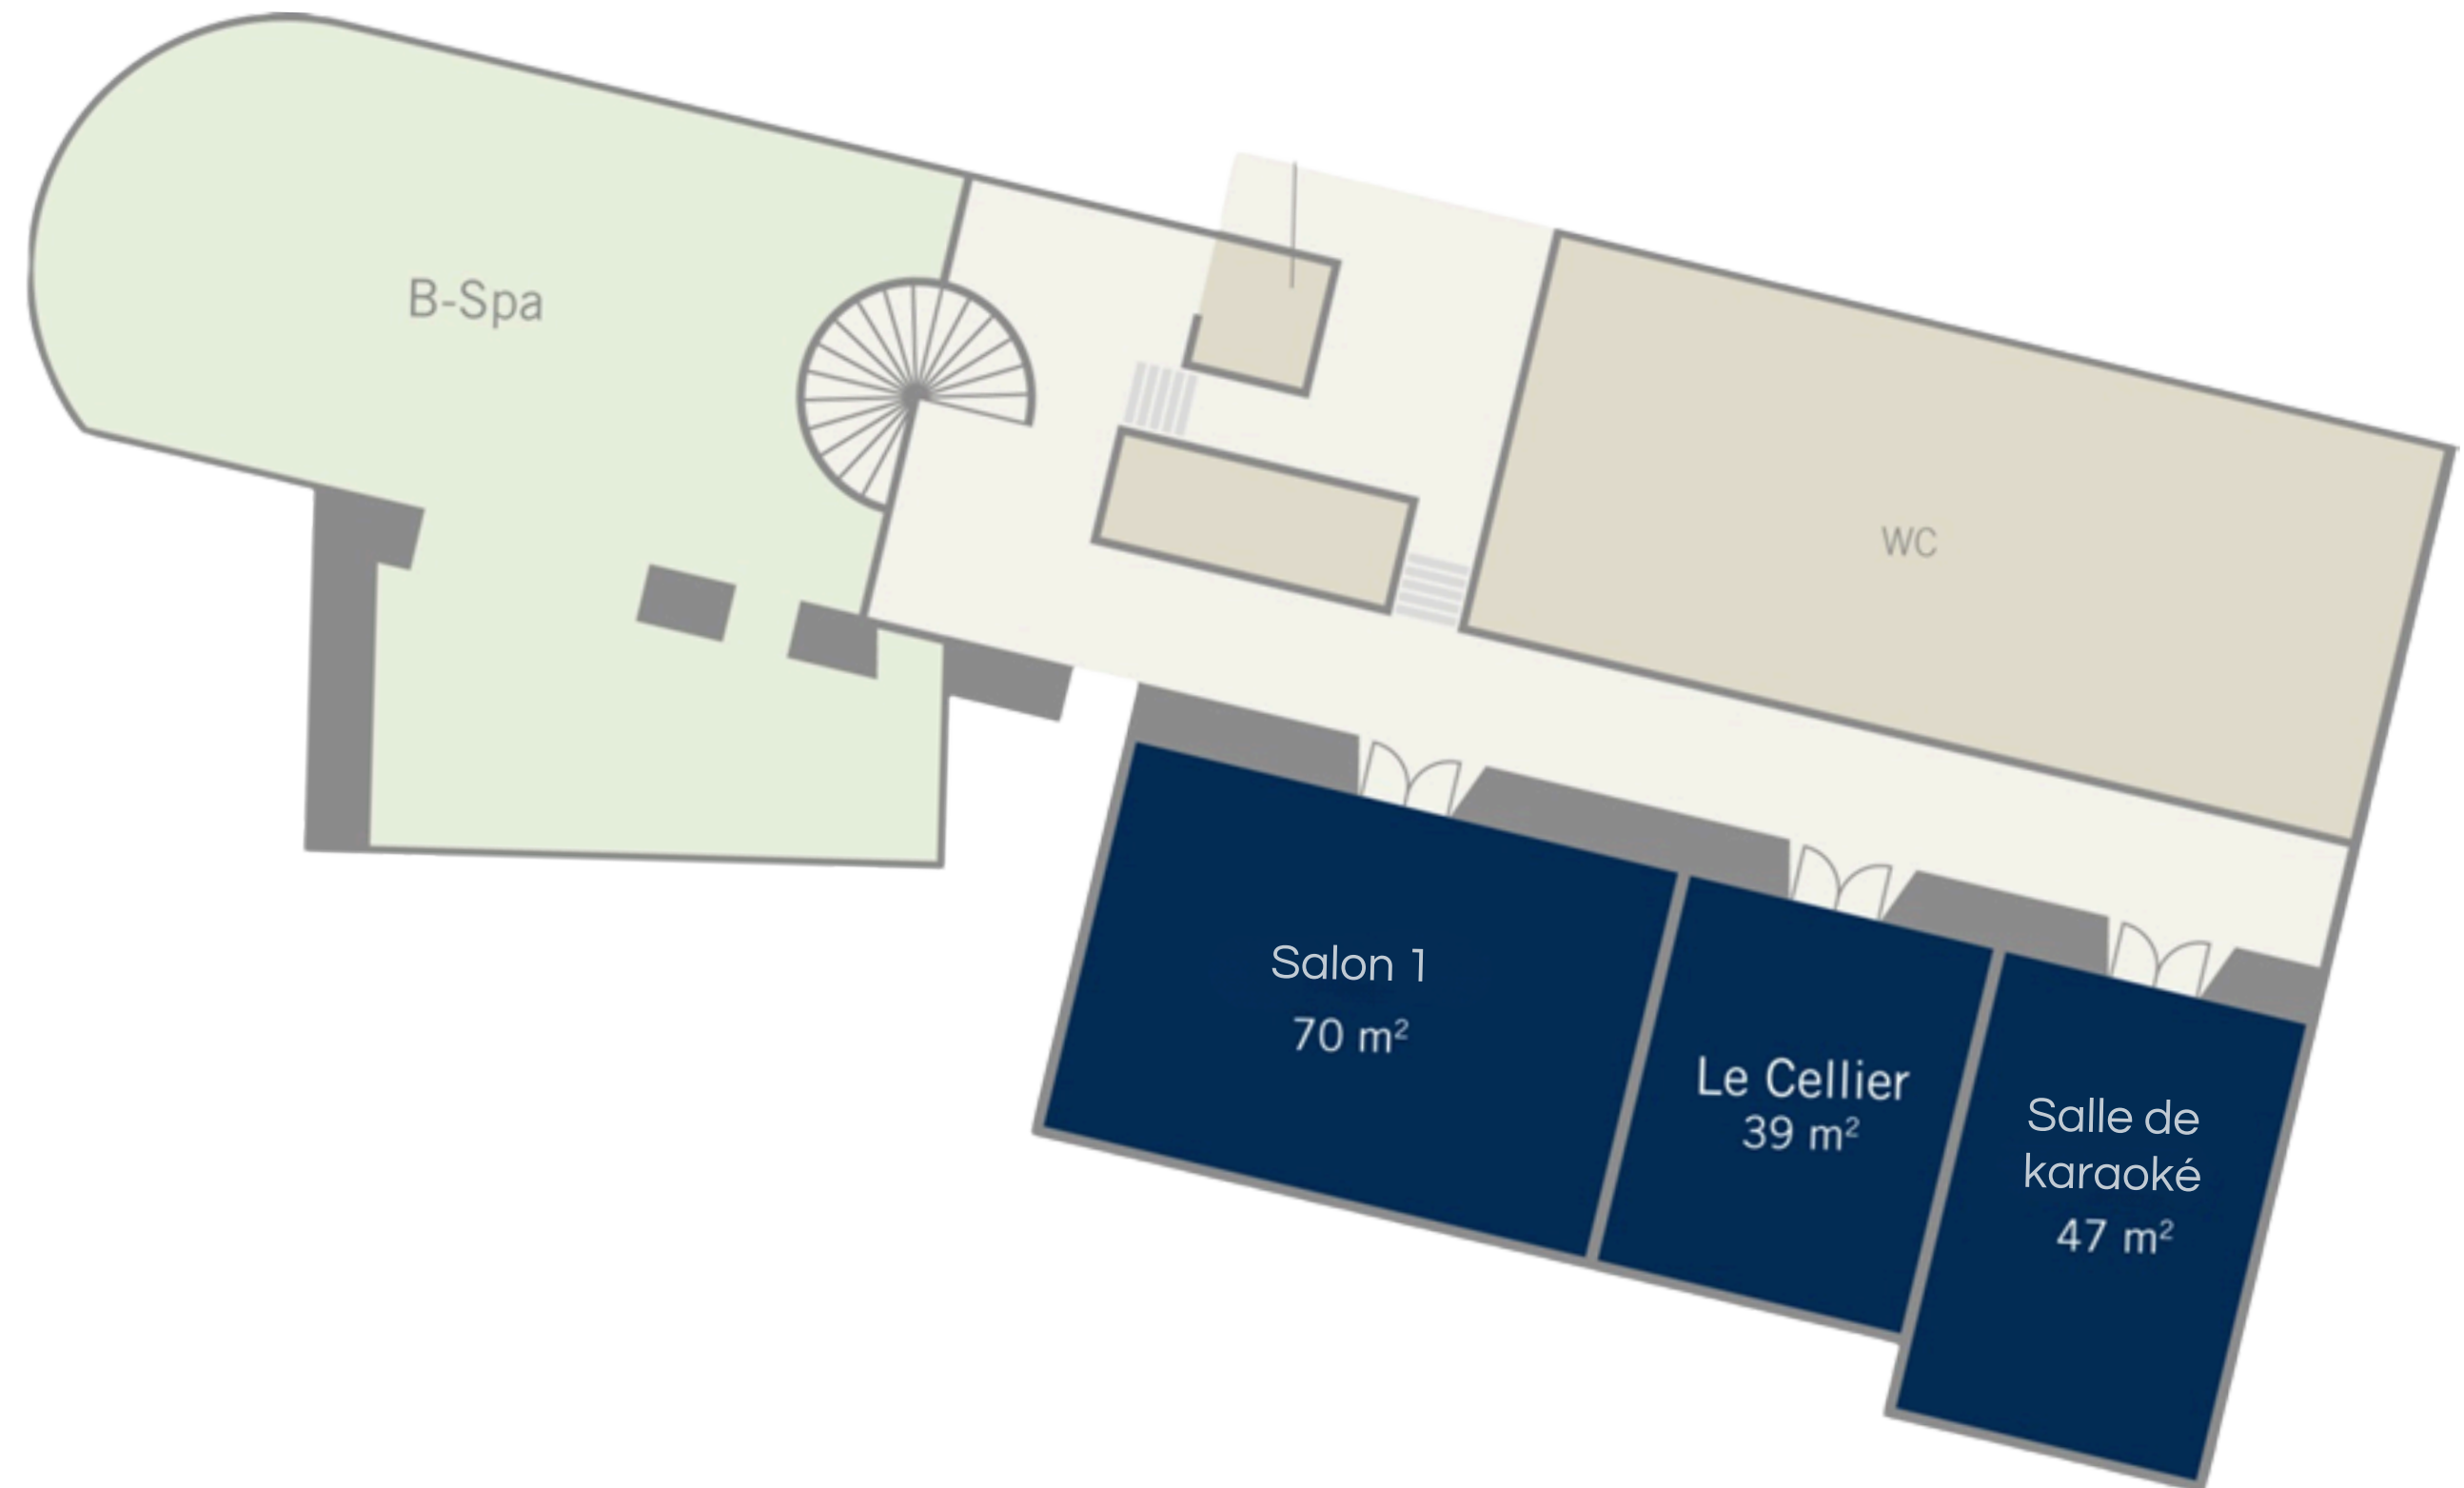 B-Spa
WC
Salon 1
70 m²
Le Cellier
39 m²
Salle de
karaoké
47 m²